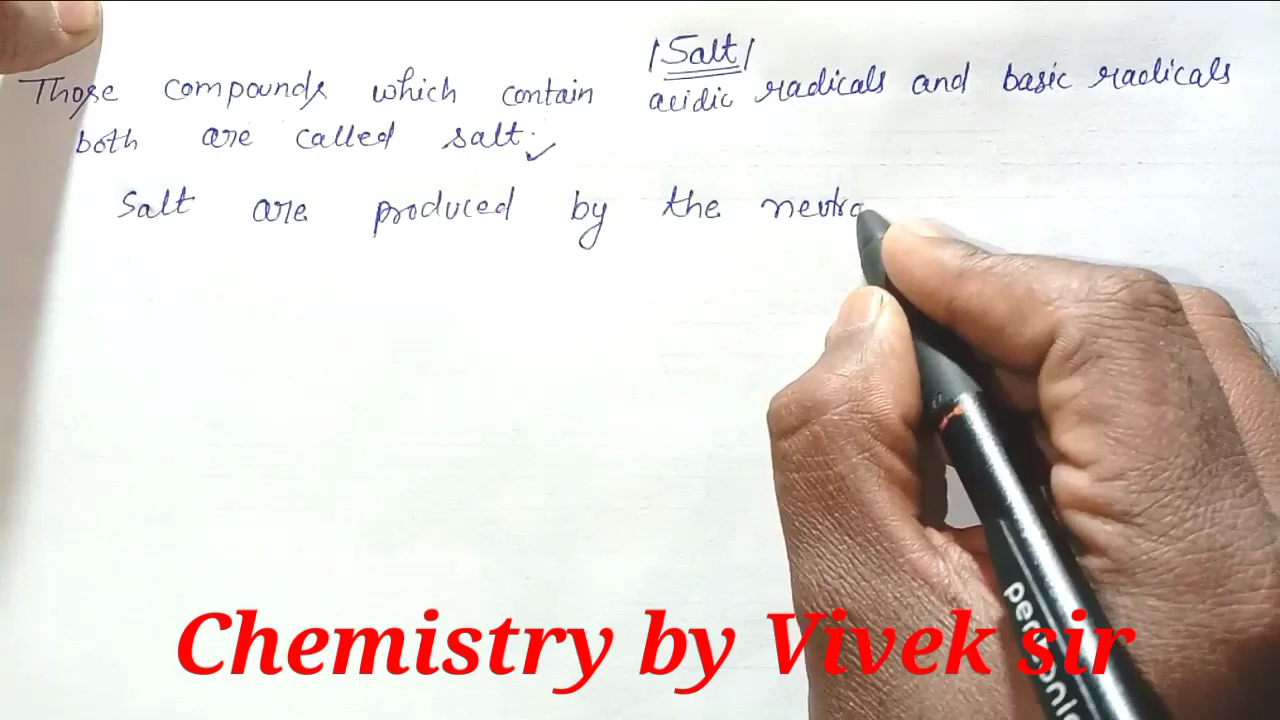 |Salt|
Those compounds which contain acidic radicals and basic radicals
both are called salt.
Salt are produced by the neutra
Chemistry by Vivek sir